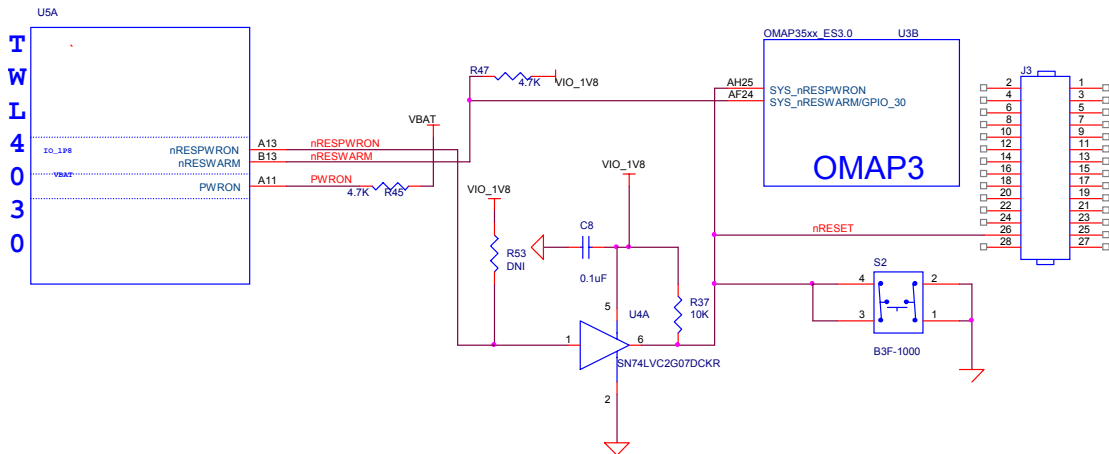 U5A
TWL4030
IO_1P8
VBAT
nRESPWRON
nRESWARM
PWRON
A13
B13
A11
nRESPWRON
nRESWARM
PWRON
4.7K
R45
VBAT
R47
4.7K
VIO_1V8
VIO_1V8
R53
DNI
C8
0.1uF
VIO_1V8
5
U4A
1
6
SN74LVC2G07DCKR
2
R37
10K
OMAP35xx_ES3.0
U3B
AH25
AF24
SYS_nRESPWRON
SYS_nRESWARM/GPIO_30
OMAP3
nRESET
S2
4
2
3
1
B3F-1000
J3
2
1
4
3
6
5
8
7
10
9
12
11
14
13
16
15
18
17
20
19
22
21
24
23
26
25
28
27